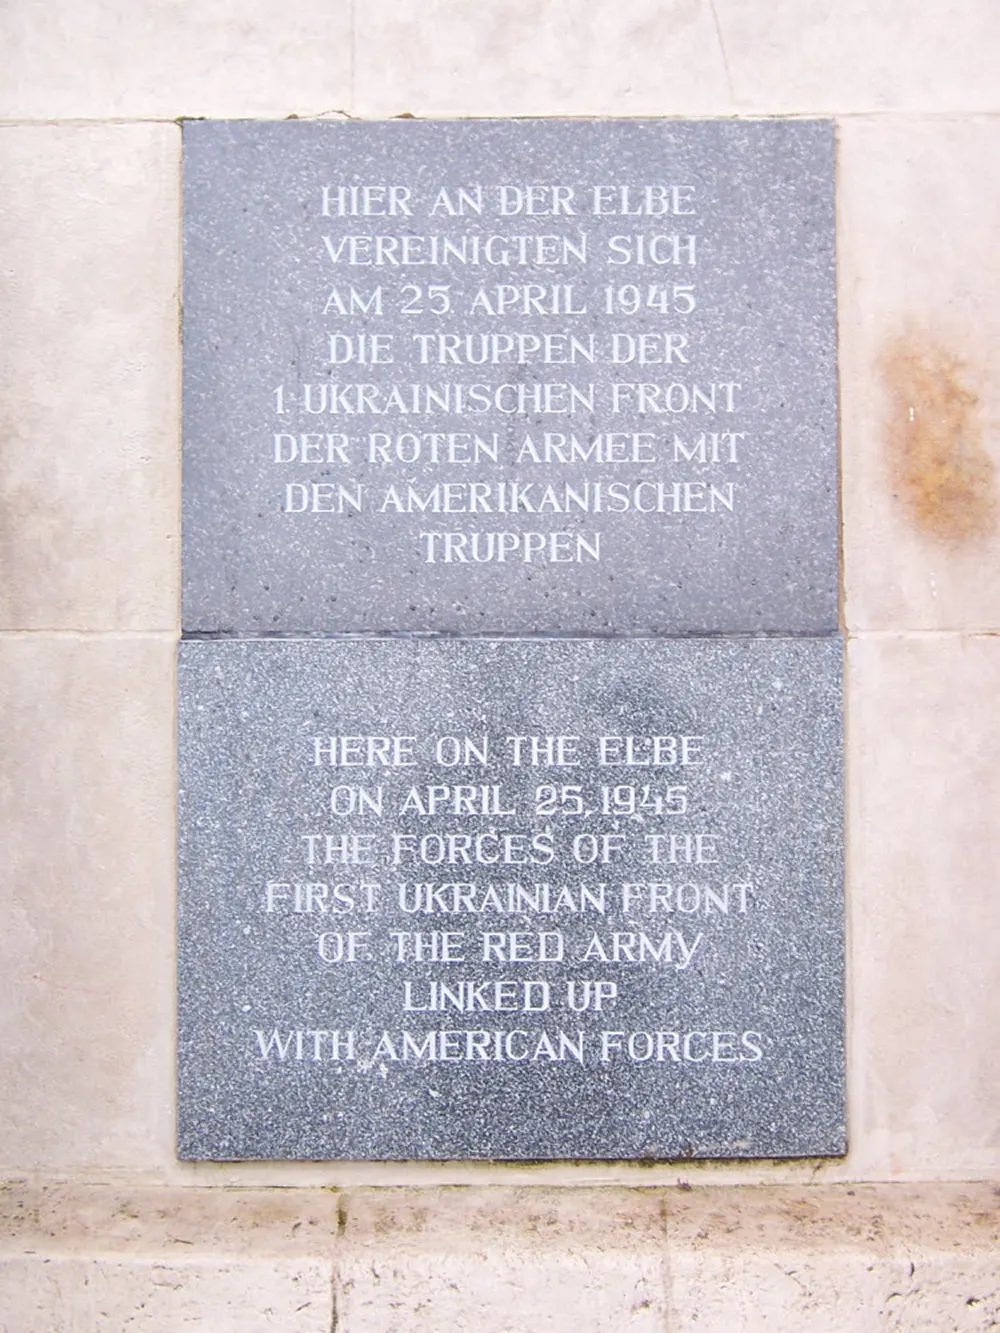 HIER AN DER ELBE
VEREINIGTEN SICH
AM 25. APRIL 1945
DIE TRUPPEN DER
1. UKRAINISCHEN FRONT
DER ROTEN ARMEE MIT
DEN AMERIKANISCHEN
TRUPPEN
HERE ON THE ELBE
ON APRIL 25, 1945
THE FORCES OF THE
FIRST UKRAINIAN FRONT
OF THE RED ARMY
LINKED UP
WITH AMERICAN FORCES